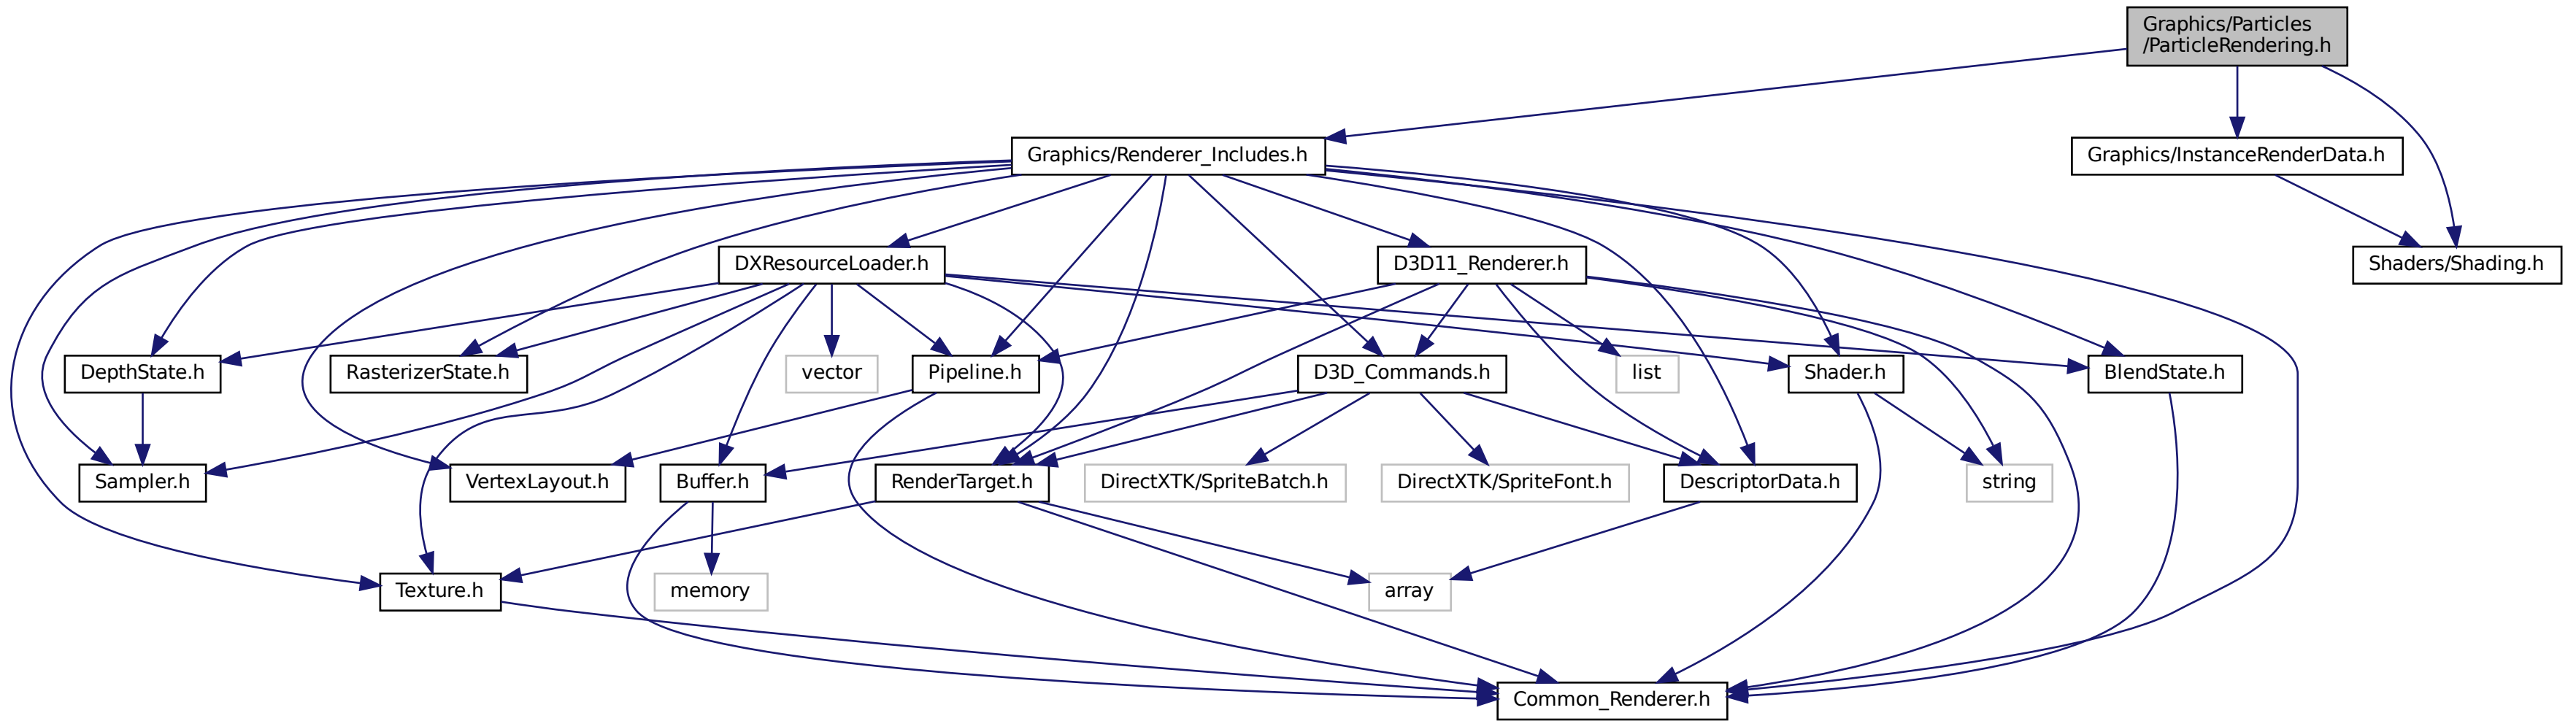 Graphics/Particles
/ParticleRendering.h
Graphics/Renderer_Includes.h
Graphics/InstanceRenderData.h
DXResourceLoader.h
D3D11_Renderer.h
Shaders/Shading.h
DepthState.h
RasterizerState.h
vector
Pipeline.h
D3D_Commands.h
list
Shader.h
BlendState.h
Sampler.h
VertexLayout.h
Buffer.h
RenderTarget.h
DirectXTK/SpriteBatch.h
DirectXTK/SpriteFont.h
DescriptorData.h
string
Texture.h
memory
array
Common_Renderer.h